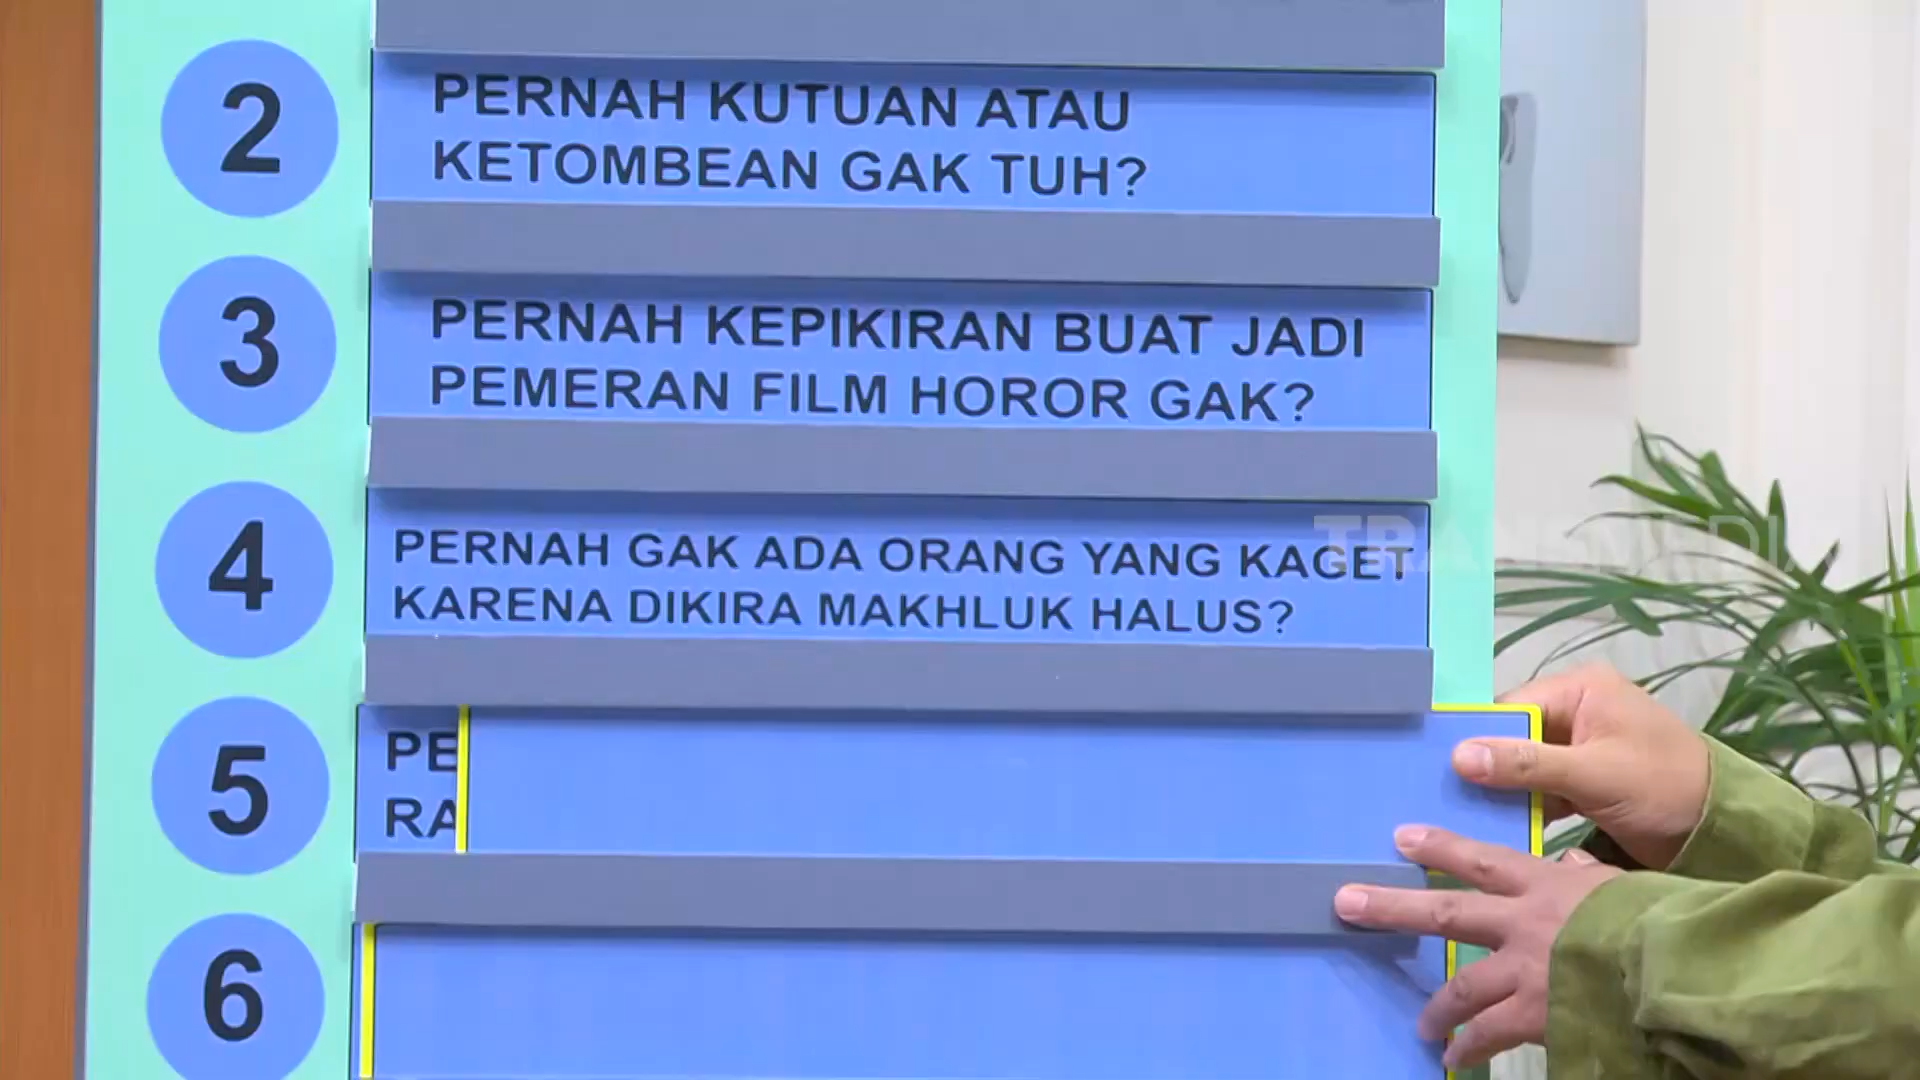 2
PERNAH KUTUAN ATAU
KETOMBEAN GAK TUH?
3
PERNAH KEPIKIRAN BUAT JADI
PEMERAN FILM HOROR GAK?
4
PERNAH GAK ADA ORANG YANG KAGET
KARENA DIKIRA MAKHLUK HALUS?
TRANSMEDIA
5
PE
RA
6